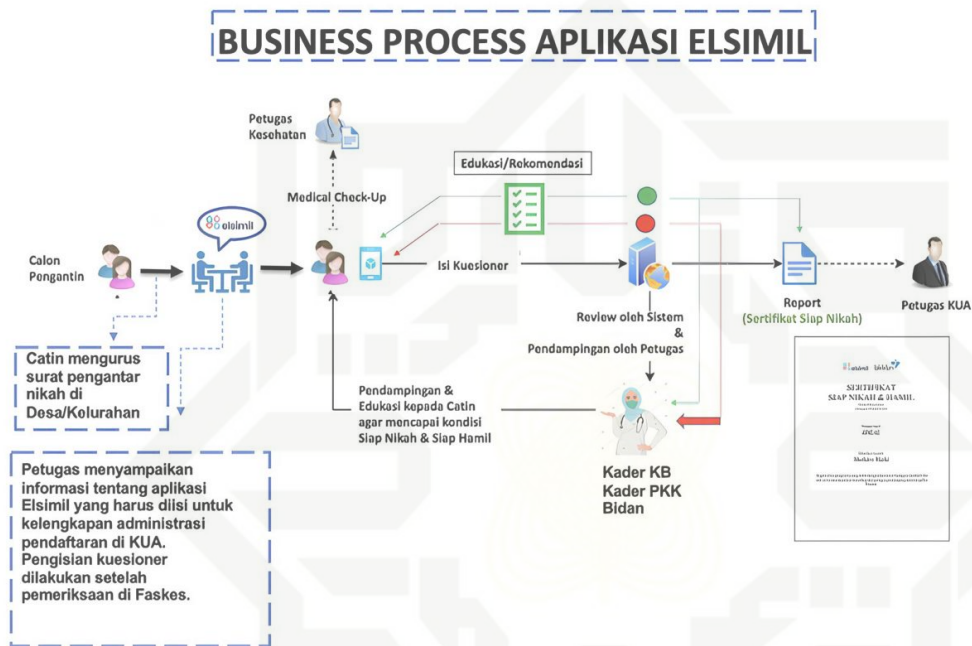 BUSINESS PROCESS APLIKASI ELSIMIL
Petugas
Kesehatan
Edukasi/Rekomendasi
Medical Check-Up
elsimil
Calon
Pengantin
Isi Kuesioner
Report
(Sertifikat Siap Nikah)
Petugas KUA
Review oleh Sistem
&
Pendampingan oleh Petugas
Catin mengurus
surat pengantar
nikah di
Desa/Kelurahan
Pendampingan &
Edukasi kepada Catin
agar mencapai kondisi
Siap Nikah & Siap Hamil
SERTIFIKAT
SIAP NIKAH & HAMIL
Kader KB
Kader PKK
Bidan
Petugas menyampaikan
informasi tentang aplikasi
Elsimil yang harus diisi untuk
kelengkapan administrasi
pendaftaran di KUA.
Pengisian kuesioner
dilakukan setelah
pemeriksaan di Faskes.